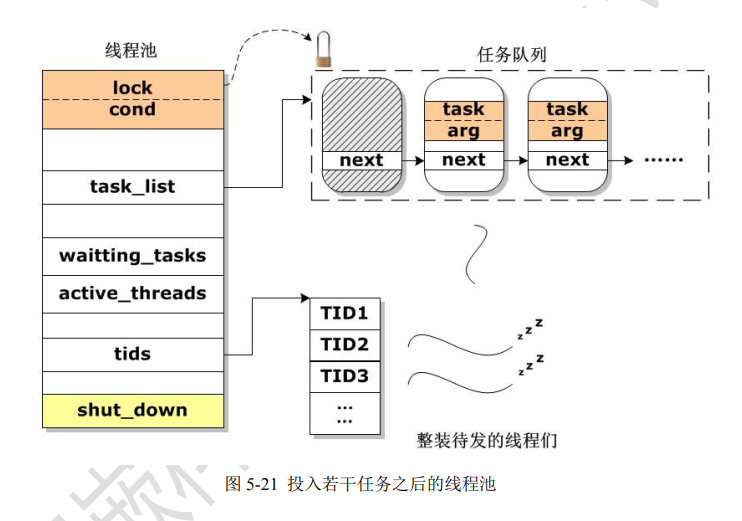 线程池
任务队列
lock
cond
task_list
waitting_tasks
active_threads
tids
shut_down
next
task
arg
next
task
arg
next
……
TID1
TID2
TID3
...
...
z z z
z z z
整装待发的线程们
图 5-21 投入若干任务之后的线程池